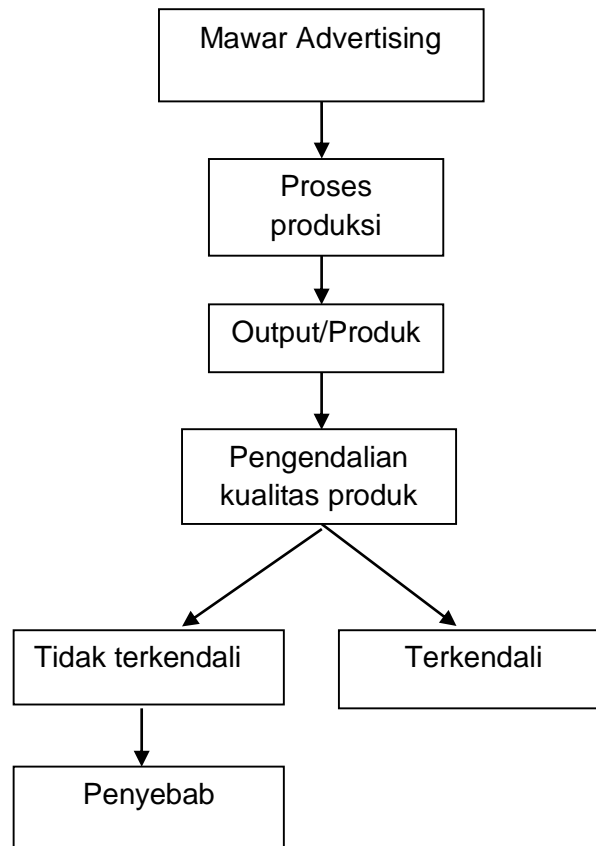 Mawar Advertising
Proses
produksi
Output/Produk
Pengendalian
kualitas produk
Tidak terkendali
Terkendali
Penyebab